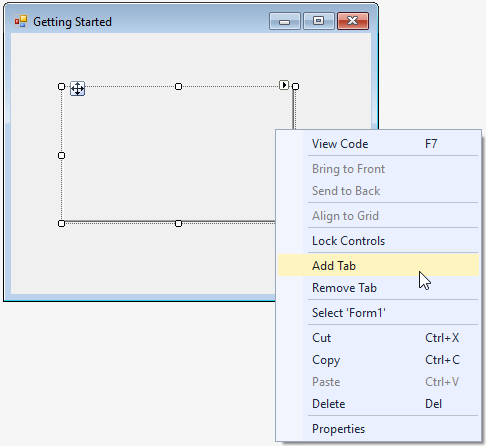 Getting Started
View Code F7
Bring to Front
Send to Back
Align to Grid
Lock Controls
Add Tab
Remove Tab
Select 'Form1'
Cut Ctrl+X
Copy Ctrl+C
Paste Ctrl+V
Delete Del
Properties